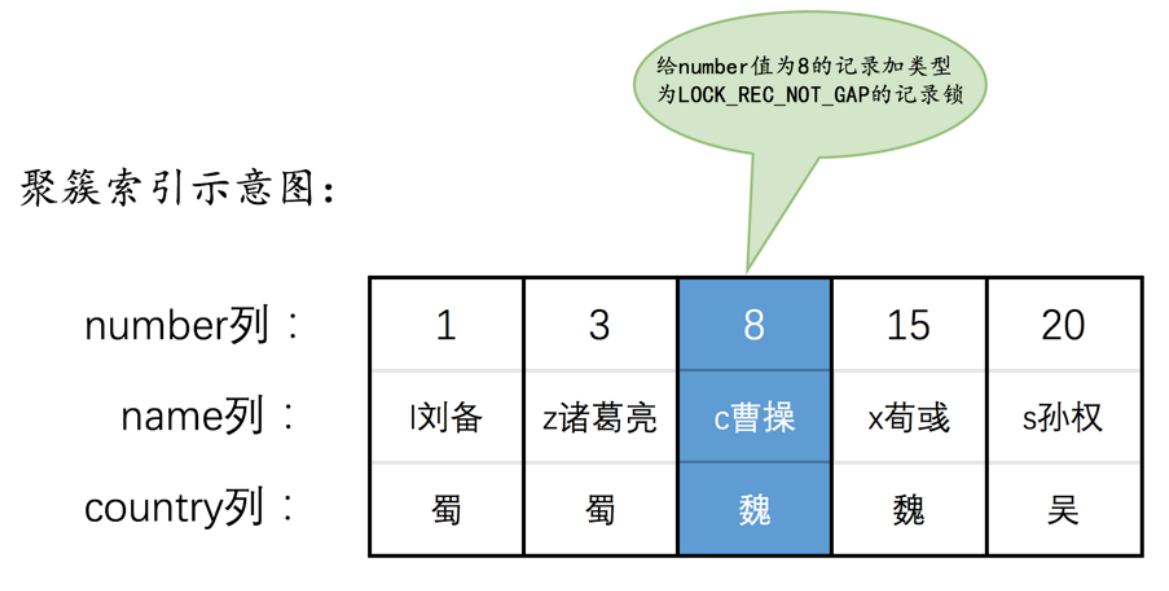 给number值为8的记录加类型
为LOCK_REC_NOT_GAP的记录锁
聚簇索引示意图：
number列： 1 3 8 15 20
name列： l刘备 z诸葛亮 c曹操 x荀彧 s孙权
country列： 蜀 蜀 魏 魏 吴